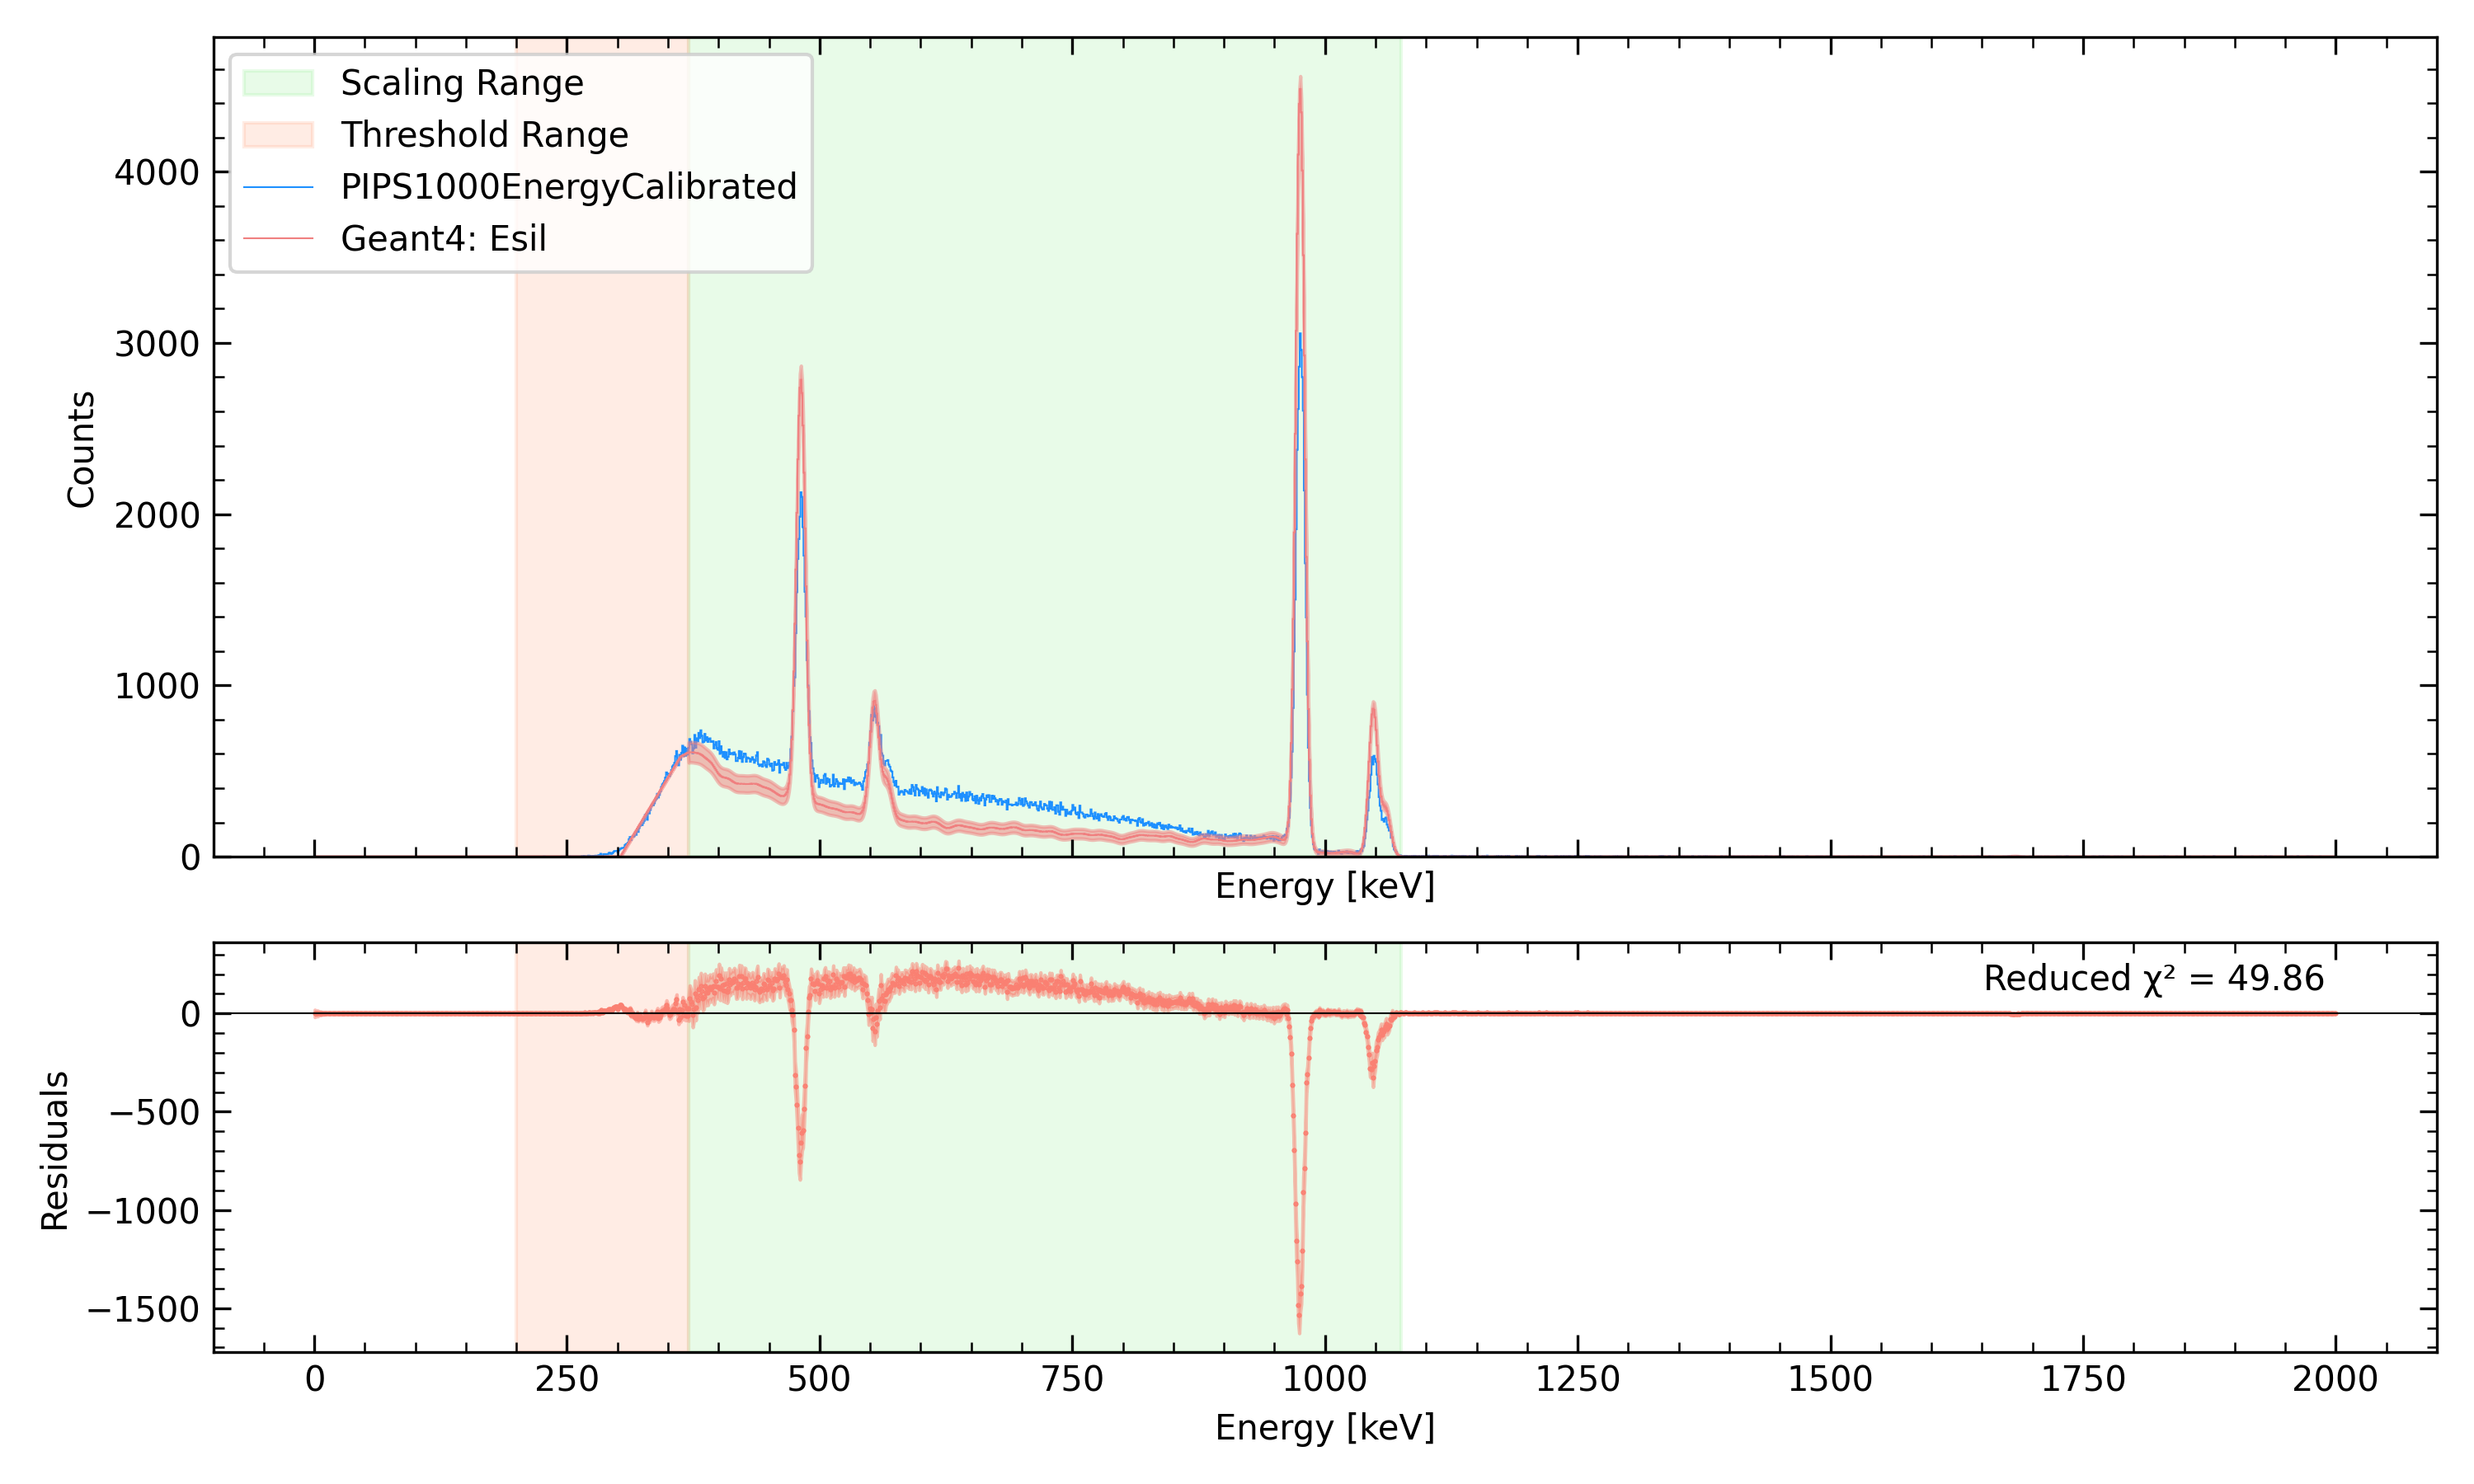 Scaling Range
Threshold Range
PIPS1000EnergyCalibrated
Geant4: Esil
4000
3000
2000
1000
0
Counts
Energy [keV]
Reduced χ² = 49.86
0
−500
−1000
−1500
Residuals
0 250 500 750 1000 1250 1500 1750 2000
Energy [keV]